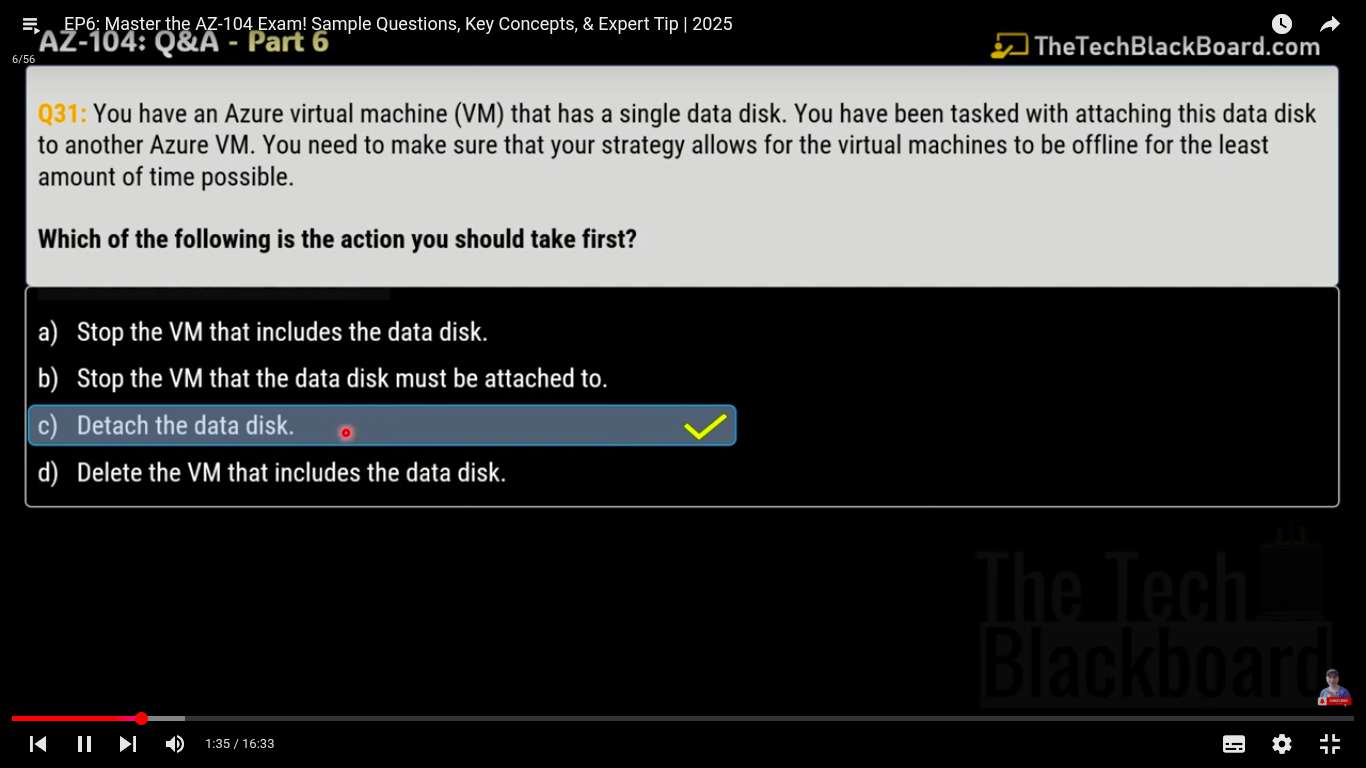 EP6: Master the AZ-104 Exam! Sample Questions, Key Concepts, & Expert Tip | 2025
AZ-104: Q&A - Part 6
TheTechBlackBoard.com
6/56
Q31: You have an Azure virtual machine (VM) that has a single data disk. You have been tasked with attaching this data disk
to another Azure VM. You need to make sure that your strategy allows for the virtual machines to be offline for the least
amount of time possible.
Which of the following is the action you should take first?
a) Stop the VM that includes the data disk.
b) Stop the VM that the data disk must be attached to.
c) Detach the data disk.
d) Delete the VM that includes the data disk.
The Tech
Blackboard
1:35 / 16:33